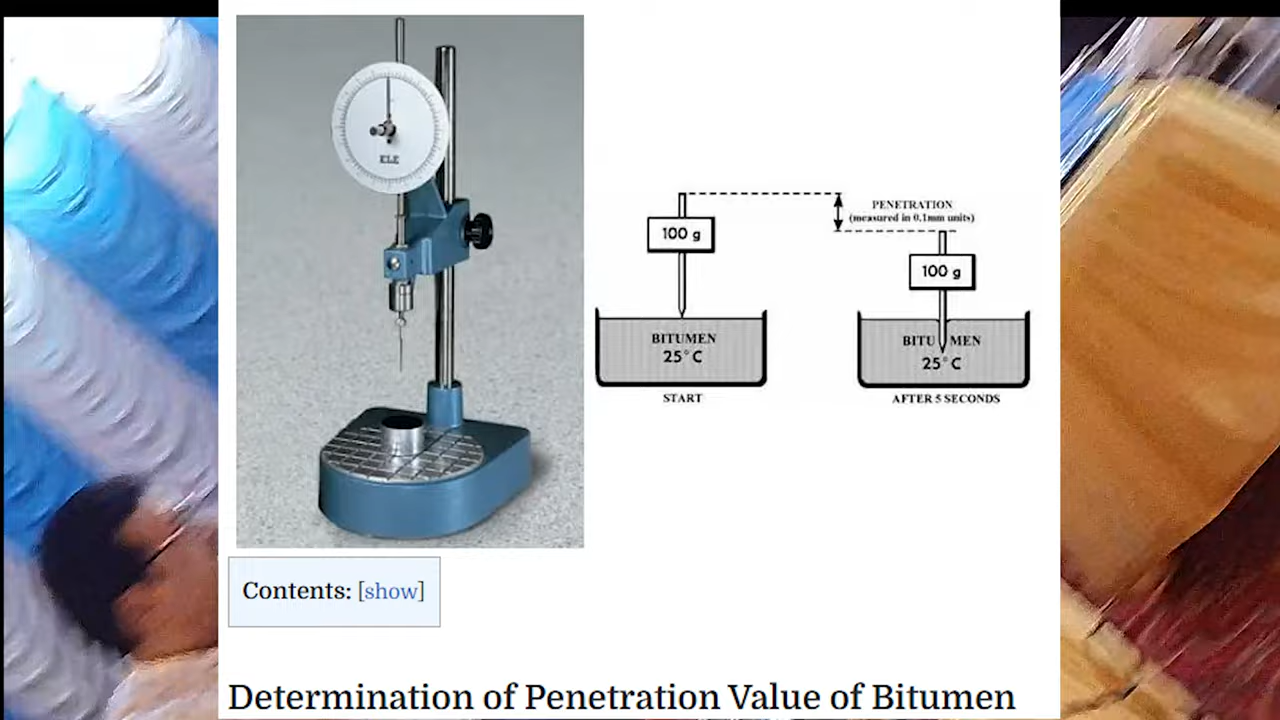 ELE
PENETRATION
(measured in 0.1mm units)
100 g
100 g
BITUMEN
25°C
BITU MEN
25°C
START
AFTER 5 SECONDS
Contents: [show]
Determination of Penetration Value of Bitumen